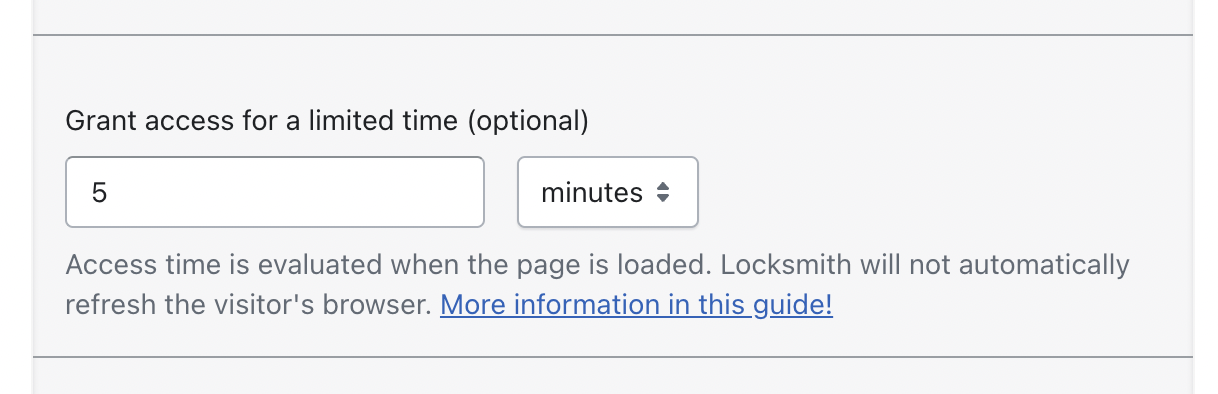 Grant access for a limited time (optional)
5
minutes
Access time is evaluated when the page is loaded. Locksmith will not automatically
refresh the visitor's browser. More information in this guide!